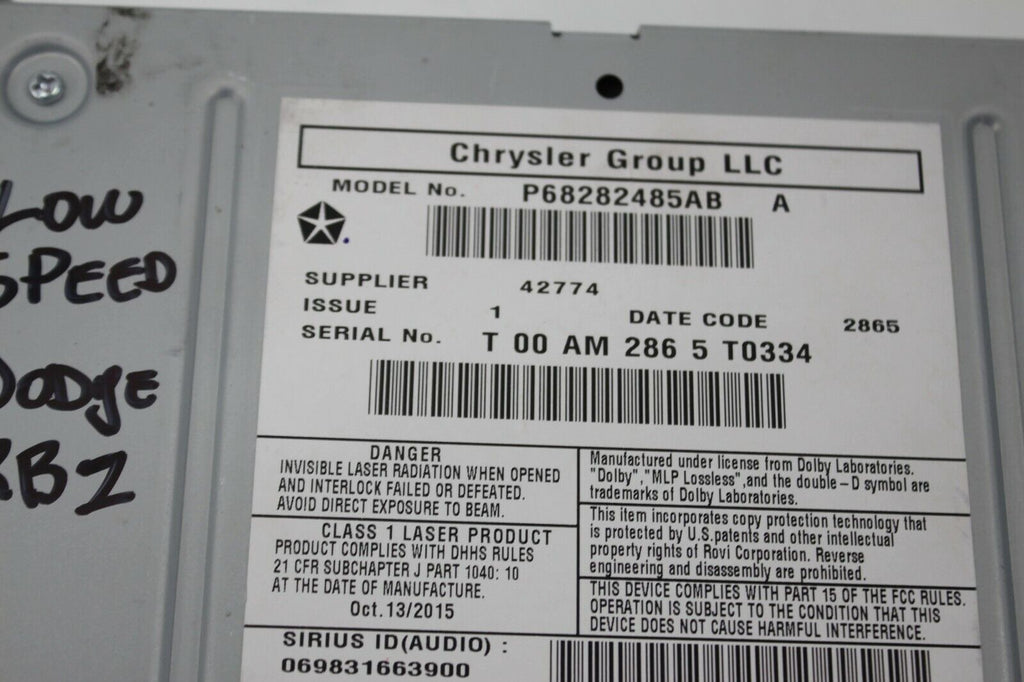 LOW
SPEED
Dodge
RB2
Chrysler Group LLC
MODEL No. P68282485AB A
SUPPLIER 42774
ISSUE 1 DATE CODE 2865
SERIAL No. T 00 AM 286 5 T0334
DANGER
INVISIBLE LASER RADIATION WHEN OPENED
AND INTERLOCK FAILED OR DEFEATED.
AVOID DIRECT EXPOSURE TO BEAM.
CLASS 1 LASER PRODUCT
PRODUCT COMPLIES WITH DHHS RULES
21 CFR SUBCHAPTER J PART 1040: 10
AT THE DATE OF MANUFACTURE.
Oct.13/2015
Manufactured under license from Dolby Laboratories.
"Dolby","MLP Lossless",and the double-D symbol are
trademarks of Dolby Laboratories.
This item incorporates copy protection technology that
is protected by U.S.patents and other intellectual
property rights of Rovi Corporation. Reverse
engineering and disassembly are prohibited.
THIS DEVICE COMPLIES WITH PART 15 OF THE FCC RULES.
OPERATION IS SUBJECT TO THE CONDITION THAT THIS
DEVICE DOES NOT CAUSE HARMFUL INTERFERENCE.
SIRIUS ID(AUDIO) :
069831663900